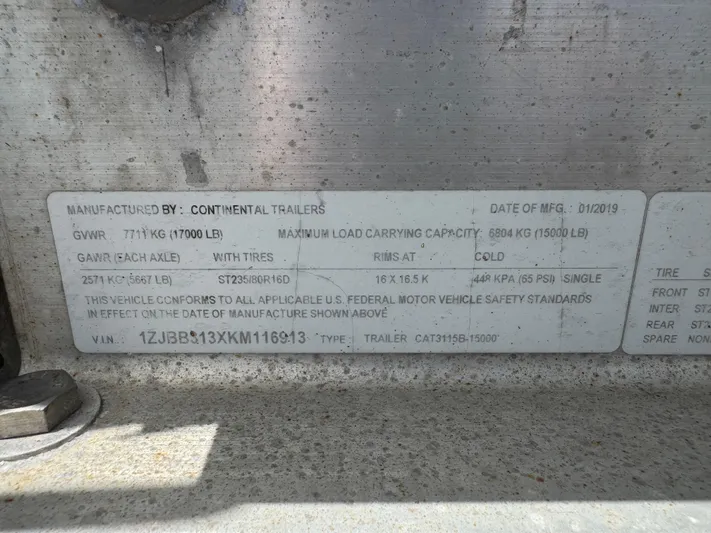 MANUFACTURED BY: CONTINENTAL TRAILERS DATE OF MFG. 01/2019
GVWR 7711 KG (17000 LB) MAXIMUM LOAD CARRYING CAPACITY: 6804 KG (15000 LB)
GAWR (EACH AXLE) WITH TIRES RIMS AT COLD
2571 KG (5667 LB) ST235/80R16D 16 X 16.5 K 448 KPA (65 PSI) SINGLE
THIS VEHICLE CONFORMS TO ALL APPLICABLE U.S. FEDERAL MOTOR VEHICLE SAFETY STANDARDS
IN EFFECT ON THE DATE OF MANUFACTURE SHOWN ABOVE
V.I.N. 1ZJBB313XKM116913 TYPE: TRAILER CAT3115B-15000
TIRE
FRONT
INTER
REAR
SPARE